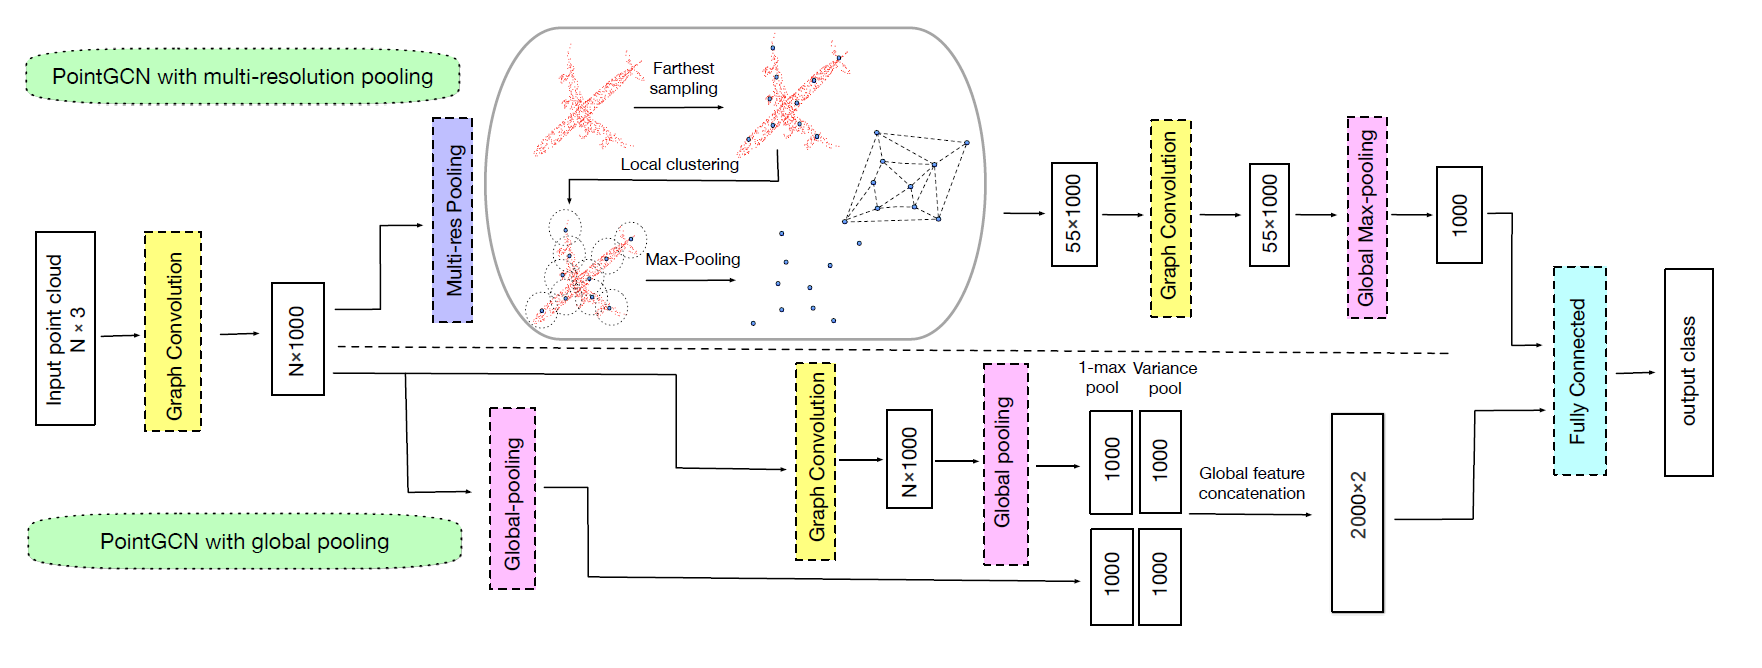 PointGCN with multi-resolution pooling
Input point cloud
N × 3
Graph Convolution
N×1000
Multi-res Pooling
Farthest
sampling
Local clustering
Max-Pooling
55×1000
Graph Convolution
55×1000
Global Max-pooling
1000
PointGCN with global pooling
Global-pooling
Graph Convolution
N×1000
Global pooling
1-max
pool
Variance
pool
1000
1000
1000
1000
Global feature
concatenation
2000×2
Fully Connected
output class